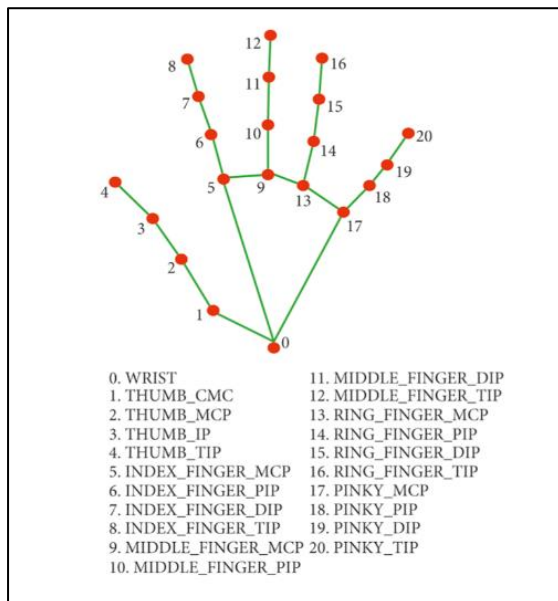 12
8
16
11
7
15
10
20
6
14
4
19
5
9
13
18
3
17
2
1
0
0. WRIST
1. THUMB_CMC
2. THUMB_MCP
3. THUMB_IP
4. THUMB_TIP
5. INDEX_FINGER_MCP
6. INDEX_FINGER_PIP
7. INDEX_FINGER_DIP
8. INDEX_FINGER_TIP
9. MIDDLE_FINGER_MCP
10. MIDDLE_FINGER_PIP
11. MIDDLE_FINGER_DIP
12. MIDDLE_FINGER_TIP
13. RING_FINGER_MCP
14. RING_FINGER_PIP
15. RING_FINGER_DIP
16. RING_FINGER_TIP
17. PINKY_MCP
18. PINKY_PIP
19. PINKY_DIP
20. PINKY_TIP